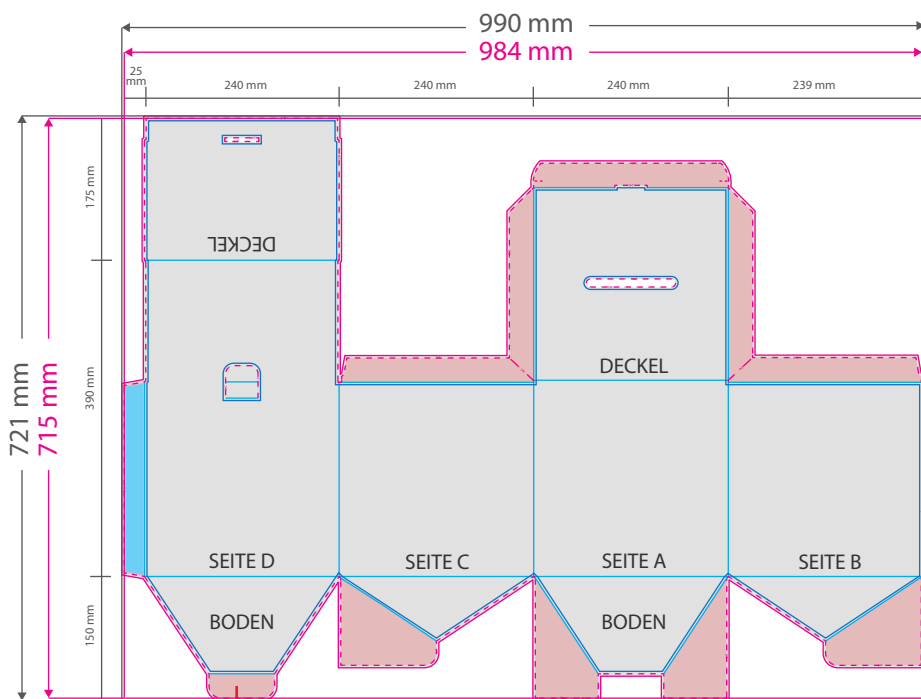 990 mm
984 mm
25
mm
240 mm
240 mm
240 mm
239 mm
721 mm
715 mm
175 mm
390 mm
150 mm
DECKEL
DECKEL
SEITE D
SEITE C
SEITE A
SEITE B
BODEN
BODEN